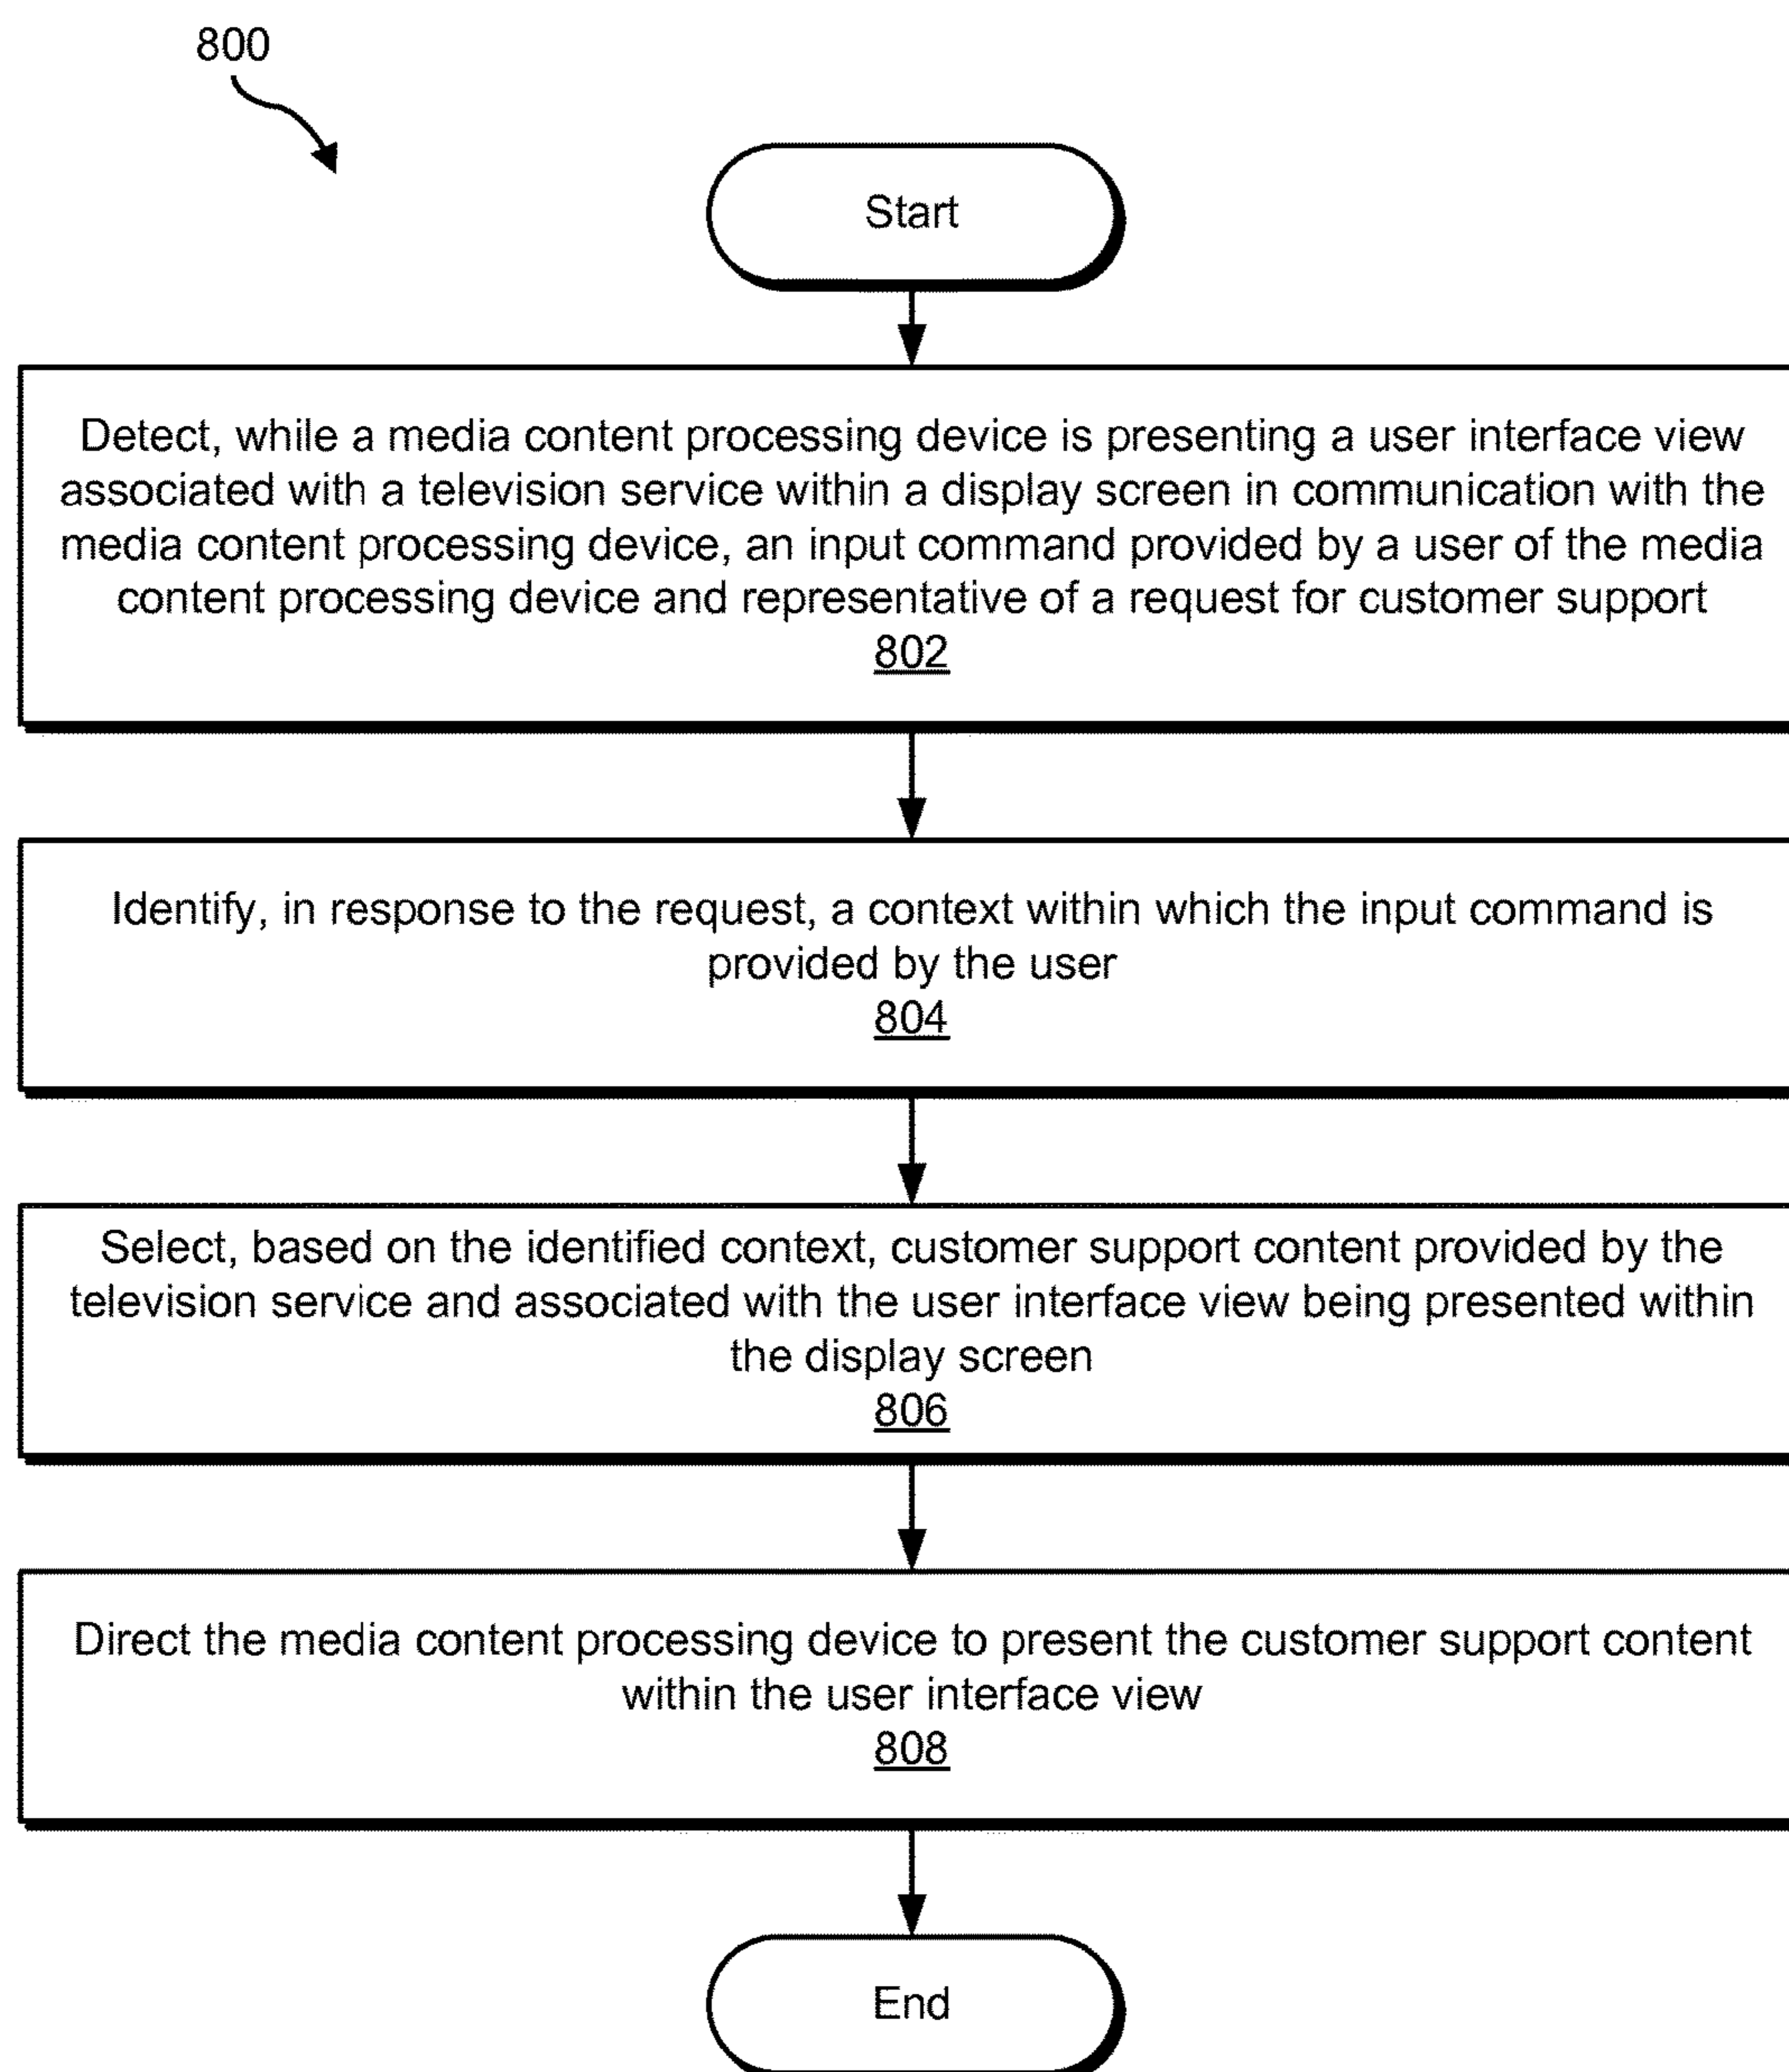 800
Start
Detect, while a media content processing device is presenting a user interface view
associated with a television service within a display screen in communication with the
media content processing device, an input command provided by a user of the media
content processing device and representative of a request for customer support
802
Identify, in response to the request, a context within which the input command is
provided by the user
804
Select, based on the identified context, customer support content provided by the
television service and associated with the user interface view being presented within
the display screen
806
Direct the media content processing device to present the customer support content
within the user interface view
808
End